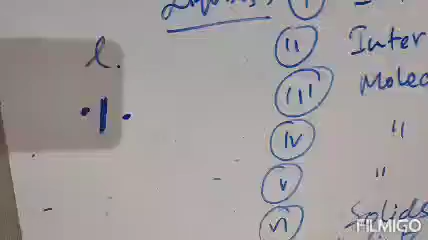 l.
·1·
i
ii Inter
iii Molec
iv "
v "
vi Solids
FILMIGO